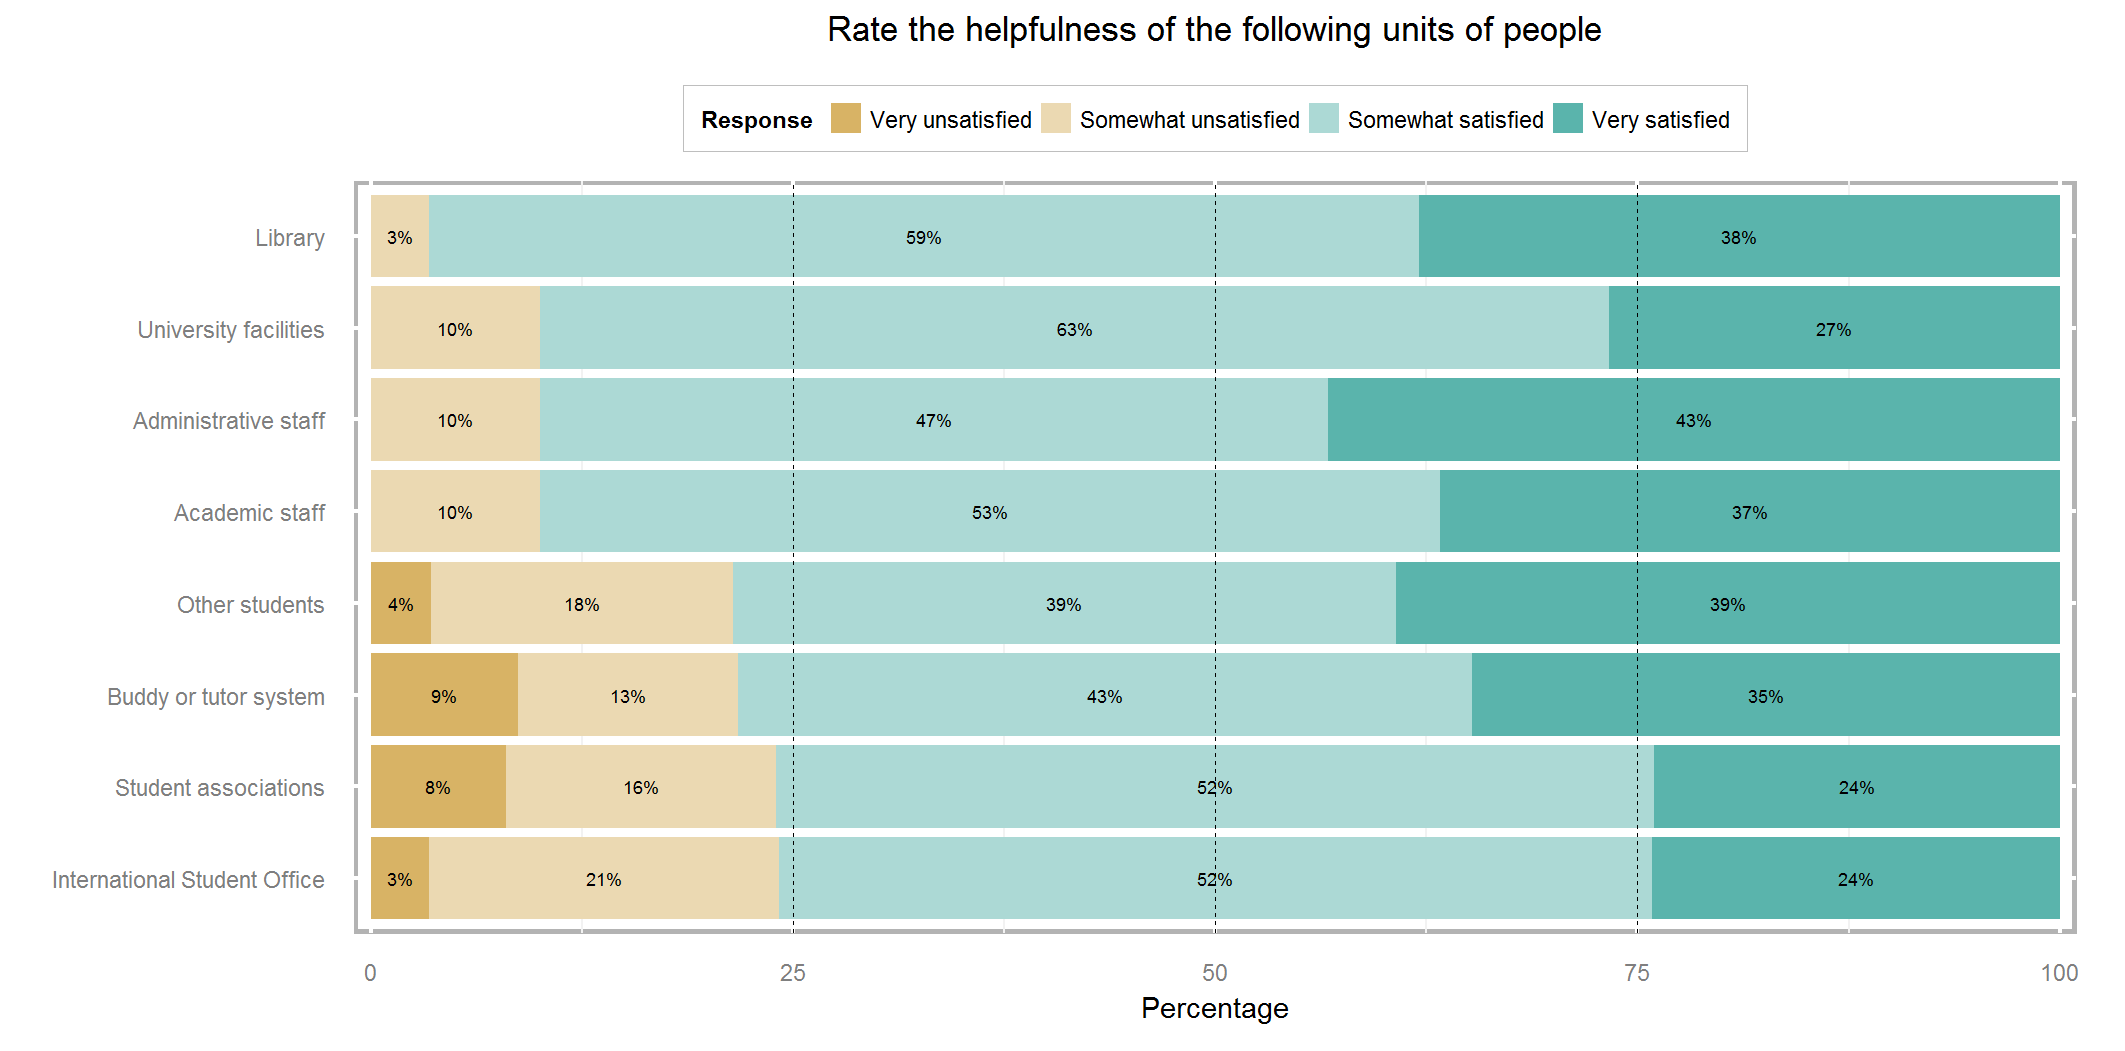 Rate the helpfulness of the following units of people
Response Very unsatisfied Somewhat unsatisfied Somewhat satisfied Very satisfied
Library 3% 59% 38%
University facilities 10% 63% 27%
Administrative staff 10% 47% 43%
Academic staff 10% 53% 37%
Other students 4% 18% 39% 39%
Buddy or tutor system 9% 13% 43% 35%
Student associations 8% 16% 52% 24%
International Student Office 3% 21% 52% 24%
0 25 50 75 100
Percentage